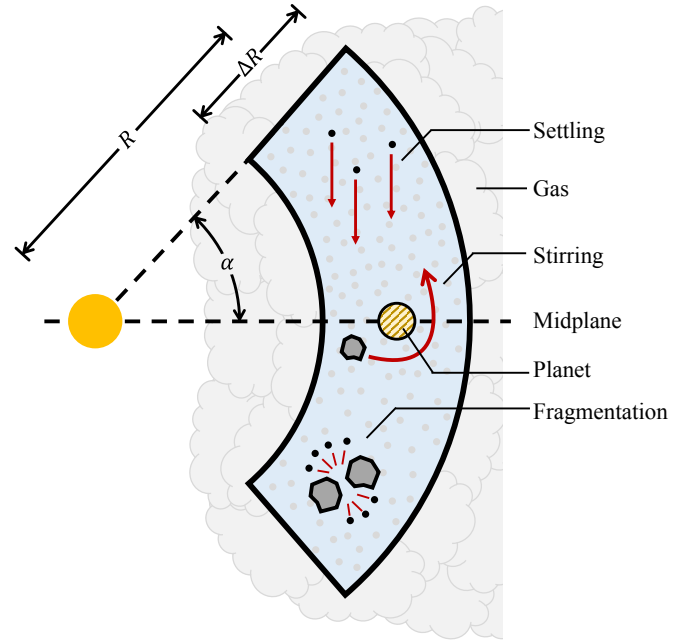 ΔR
R
Settling
Gas
α
Stirring
Midplane
Planet
Fragmentation